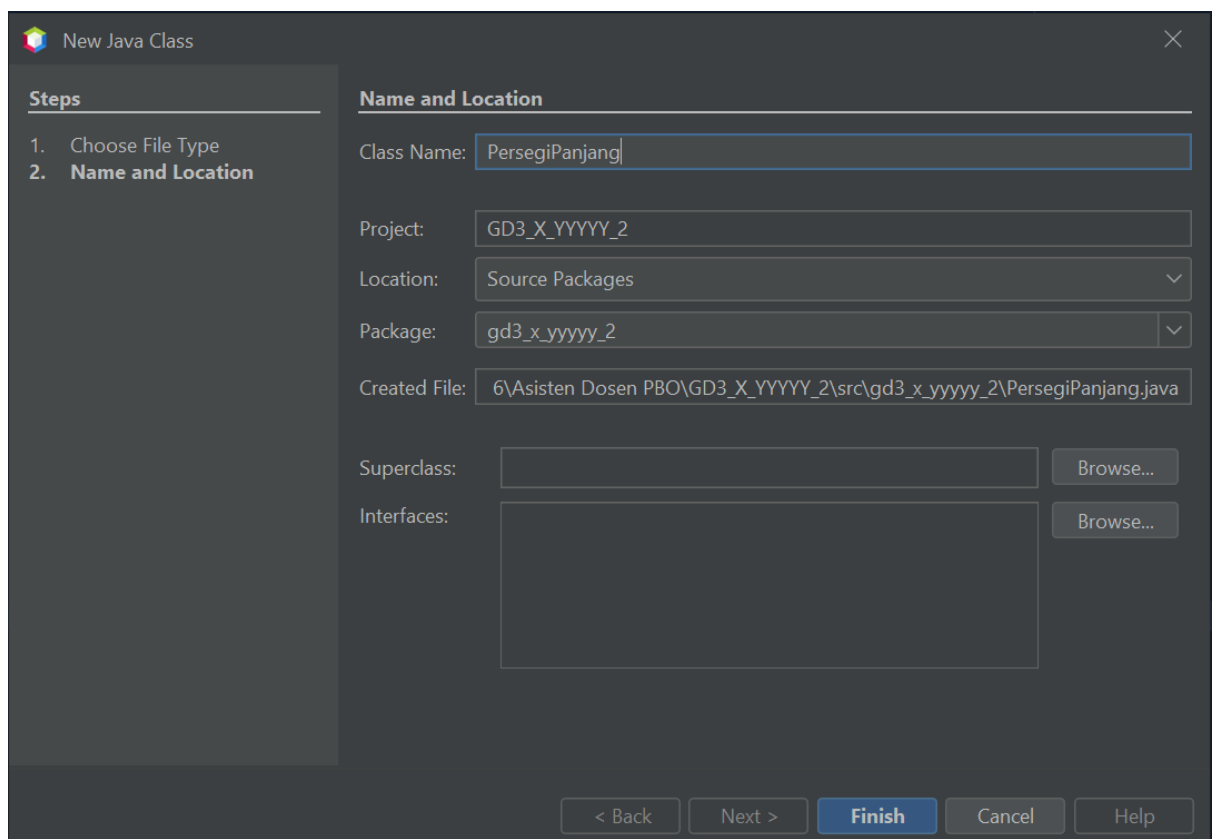 New Java Class
Steps
1. Choose File Type
2. Name and Location
Name and Location
Class Name: PersegiPanjang
Project: GD3_X_YYYYY_2
Location: Source Packages
Package: gd3_x_yyyyy_2
Created File: 6\Asisten Dosen PBO\GD3_X_YYYYY_2\src\gd3_x_yyyyy_2\PersegiPanjang.java
Superclass: Browse...
Interfaces: Browse...
< Back Next > Finish Cancel Help